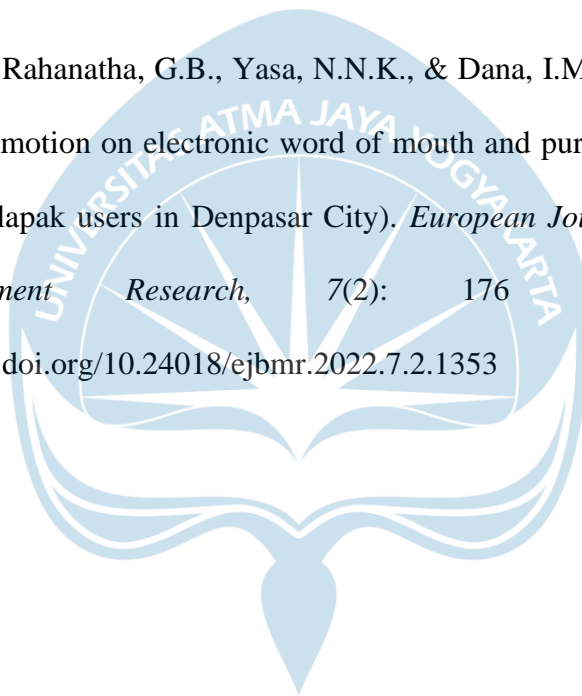 Rahanatha, G.B., Yasa, N.N.K., & Dana, I.M
motion on electronic word of mouth and pur
lapak users in Denpasar City). European Jou
ment Research, 7(2): 176
doi.org/10.24018/ejbmr.2022.7.2.1353
UNIVERSITAS ATMA JAYA YOGYAKARTA